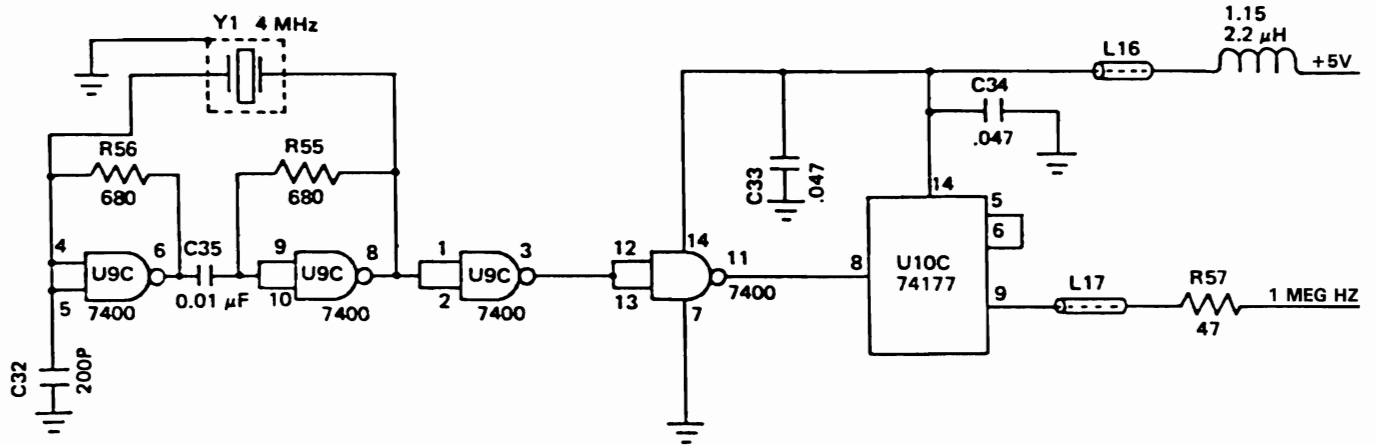 Y1 4 MHz
1.15
2.2 μH
L16
+5V
C34
.047
R56
680
R55
680
C33
.047
14
14
5
6
4
6
C35
9
8
1
3
12
11
8
U9C
U9C
U9C
U10C
74177
5
7400
0.01 μF
10
7400
2
7400
13
7
7400
9
L17
R57
47
1 MEG HZ
C32
200P